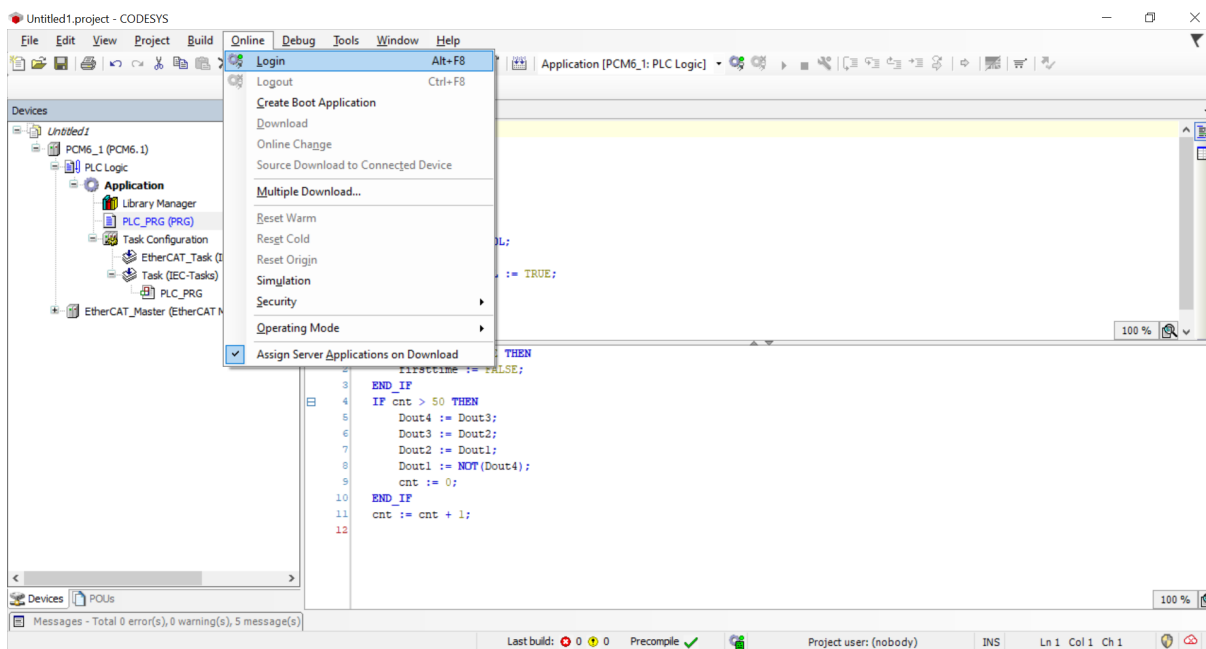 Untitled1.project - CODESYS
File Edit View Project Build Online Debug Tools Window Help
Application [PCM6_1: PLC Logic]
Login Alt+F8
Logout Ctrl+F8
Create Boot Application
Download
Online Change
Source Download to Connected Device
Multiple Download...
Reset Warm
Reset Cold
Reset Origin
Simulation
Security
Operating Mode
Assign Server Applications on Download
Devices
Untitled1
PCM6_1 (PCM6.1)
PLC Logic
Application
Library Manager
PLC_PRG (PRG)
Task Configuration
EtherCAT_Task (I
Task (IEC-Tasks)
PLC_PRG
EtherCAT_Master (EtherCAT M
OL;
:= TRUE;
100 %
THEN
2 firsttime := FALSE;
3 END_IF
4 IF cnt > 50 THEN
5 Dout4 := Dout3;
6 Dout3 := Dout2;
7 Dout2 := Dout1;
8 Dout1 := NOT(Dout4);
9 cnt := 0;
10 END_IF
11 cnt := cnt + 1;
12
100 %
Devices POUs
Messages - Total 0 error(s), 0 warning(s), 5 message(s)
Last build: 0 0 Precompile Project user: (nobody) INS Ln 1 Col 1 Ch 1